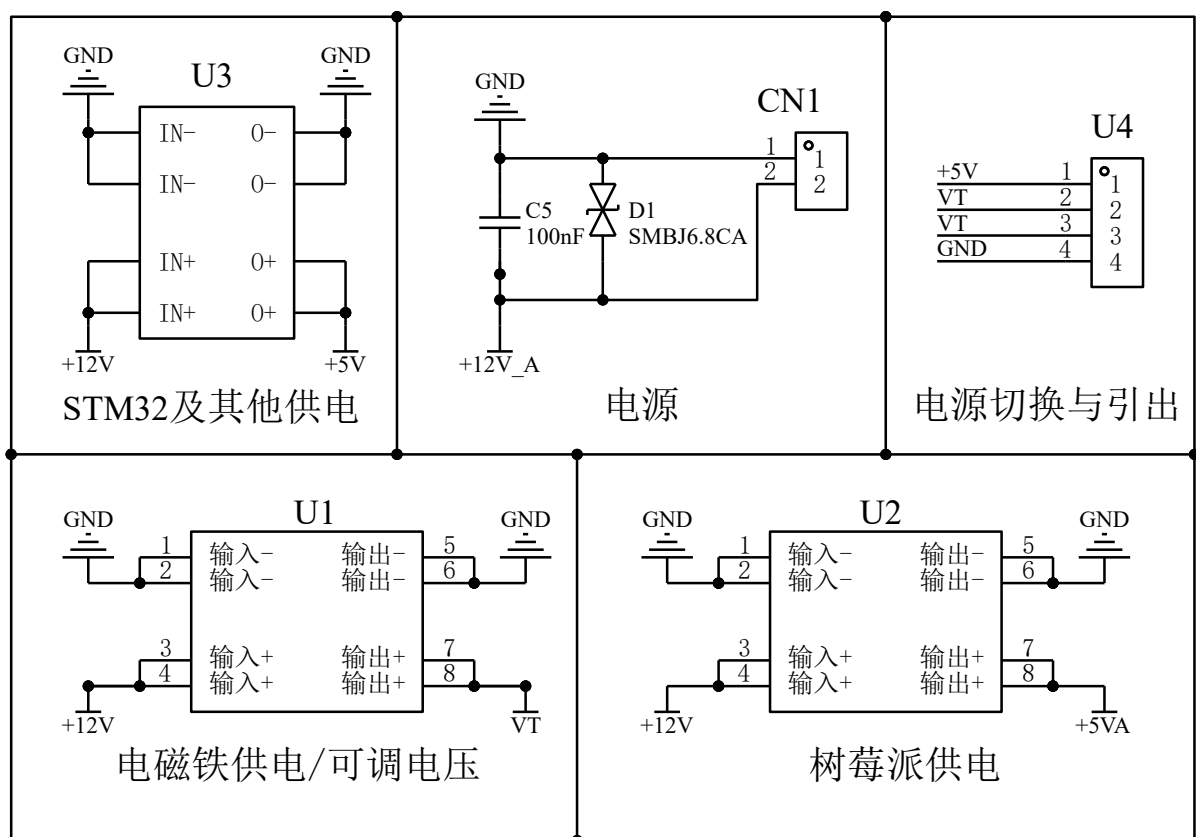 GND
U3
GND
IN- O-
IN- O-
IN+ O+
IN+ O+
+12V
+5V
STM32及其他供电
GND
CN1
1 1
2 2
C5
100nF
D1
SMBJ6.8CA
+12V_A
电源
U4
+5V 1 1
VT 2 2
VT 3 3
GND 4 4
电源切换与引出
GND
U1
GND
1 输入- 输出- 5
2 输入- 输出- 6
3 输入+ 输出+ 7
4 输入+ 输出+ 8
+12V
VT
电磁铁供电/可调电压
GND
U2
GND
1 输入- 输出- 5
2 输入- 输出- 6
3 输入+ 输出+ 7
4 输入+ 输出+ 8
+12V
+5VA
树莓派供电